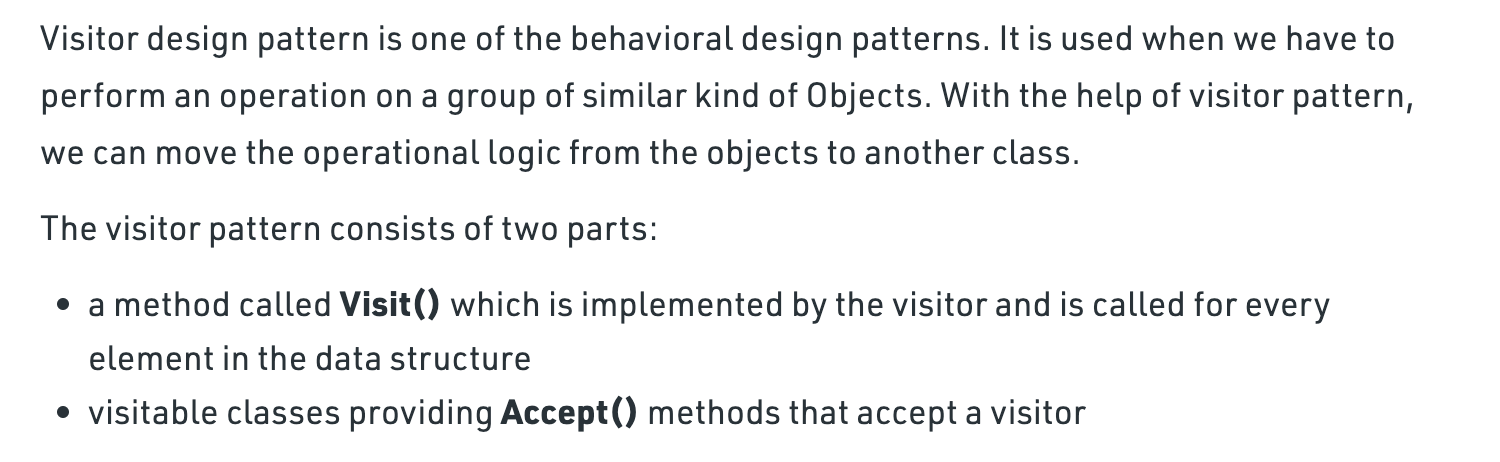 Visitor design pattern is one of the behavioral design patterns. It is used when we have to
perform an operation on a group of similar kind of Objects. With the help of visitor pattern,
we can move the operational logic from the objects to another class.
The visitor pattern consists of two parts:
• a method called Visit() which is implemented by the visitor and is called for every
element in the data structure
• visitable classes providing Accept() methods that accept a visitor